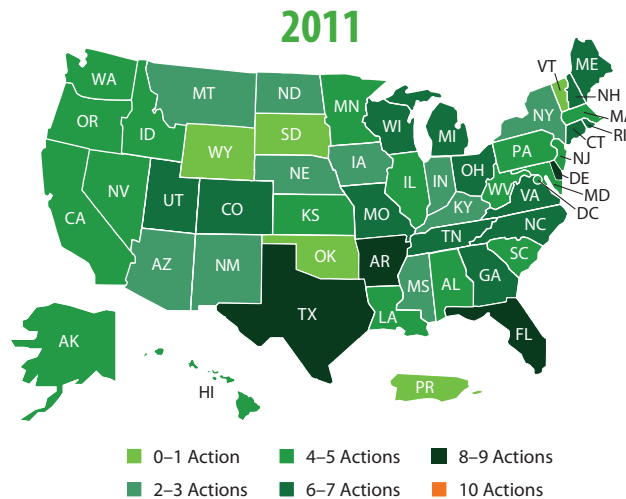 2011
WA
MT
ND
MN
VT
ME
NH
OR
ID
SD
WI
MI
NY
MA
RI
CT
WY
IA
PA
NJ
NE
OH
DE
NV
UT
IL
IN
WV
MD
CA
CO
KS
MO
KY
VA
DC
TN
NC
AZ
NM
OK
AR
SC
MS
AL
GA
TX
LA
FL
AK
HI
PR
0–1 Action
4–5 Actions
8–9 Actions
2–3 Actions
6–7 Actions
10 Actions